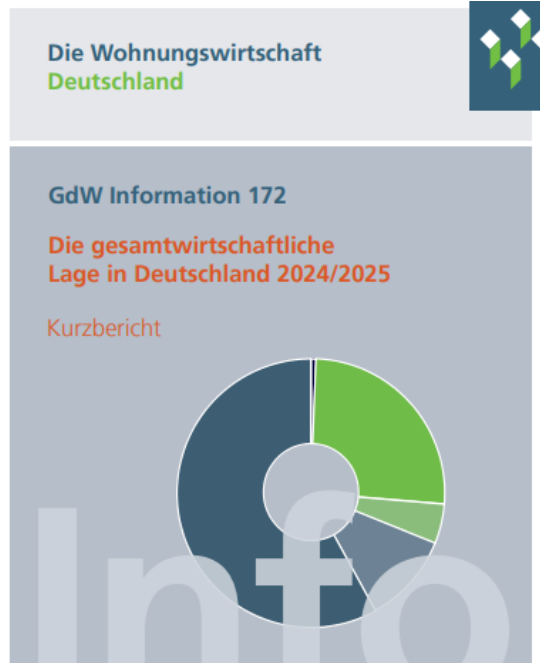 Die Wohnungswirtschaft
Deutschland
GdW Information 172
Die gesamtwirtschaftliche
Lage in Deutschland 2024/2025
Kurzbericht
Info